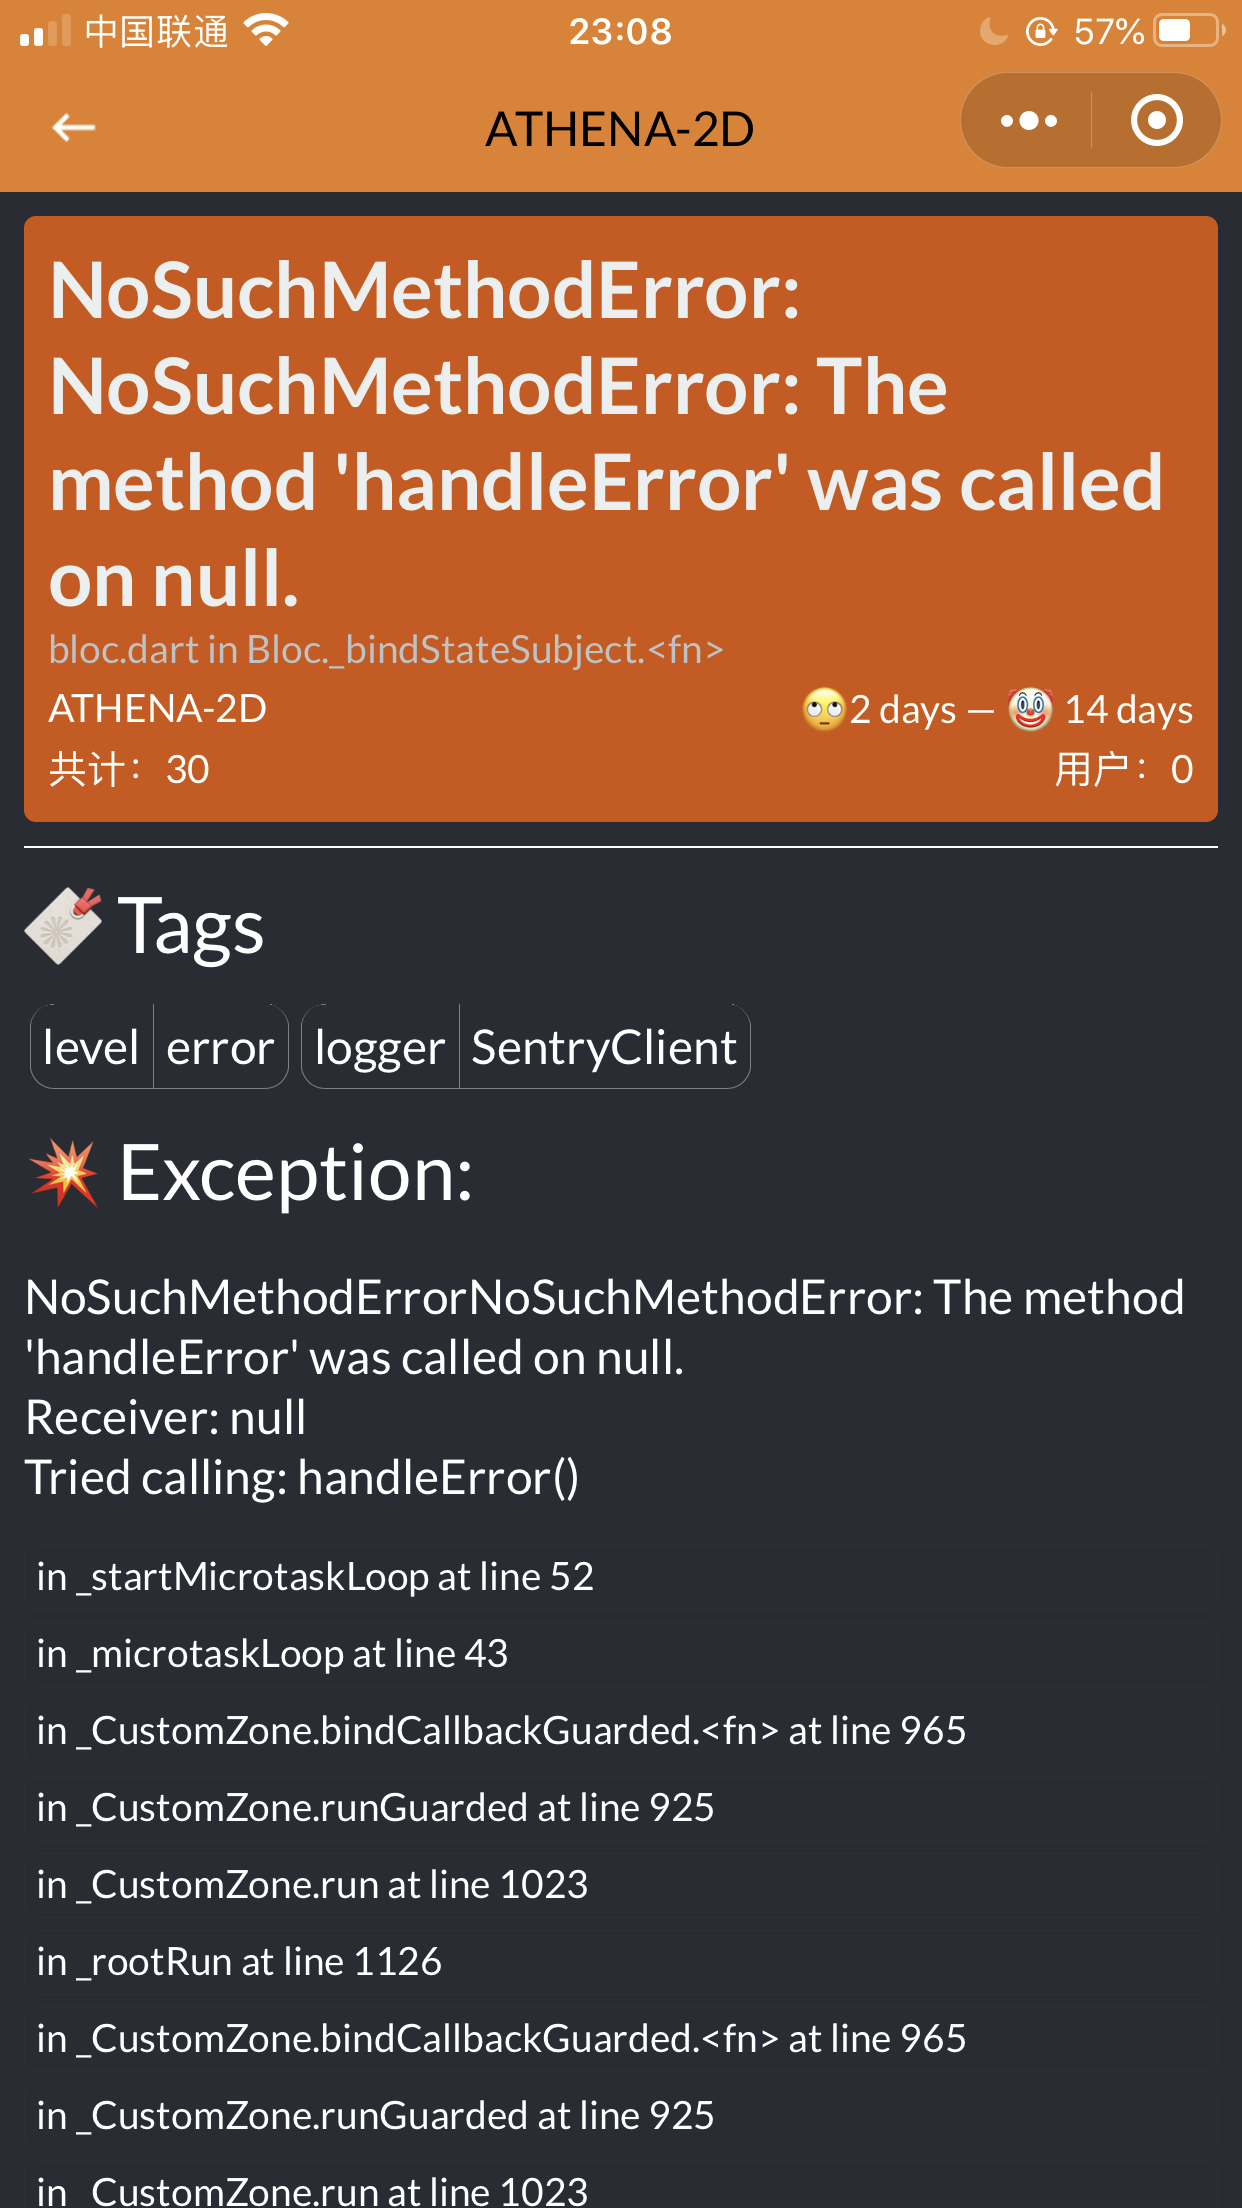 中国联通
23:08
57%
ATHENA-2D
NoSuchMethodError:
NoSuchMethodError: The
method 'handleError' was called
on null.
bloc.dart in Bloc._bindStateSubject.<fn>
ATHENA-2D
🙄2 days — 🤡 14 days
共计：30
用户：0
Tags
level error
logger SentryClient
💥 Exception:
NoSuchMethodErrorNoSuchMethodError: The method
'handleError' was called on null.
Receiver: null
Tried calling: handleError()
in _startMicrotaskLoop at line 52
in _microtaskLoop at line 43
in _CustomZone.bindCallbackGuarded.<fn> at line 965
in _CustomZone.runGuarded at line 925
in _CustomZone.run at line 1023
in _rootRun at line 1126
in _CustomZone.bindCallbackGuarded.<fn> at line 965
in _CustomZone.runGuarded at line 925
in _CustomZone.run at line 1023